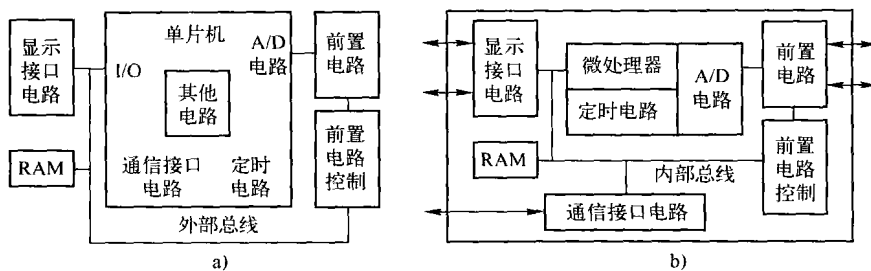 显示
接口
电路
RAM
单片机
I/O
A/D
电路
其他
电路
通信接口
电路
定时
电路
前置
电路
前置
电路
控制
外部总线
a)
显示
接口
电路
RAM
微处理器
定时电路
A/D
电路
前置
电路
前置
电路
控制
内部总线
通信接口电路
b)